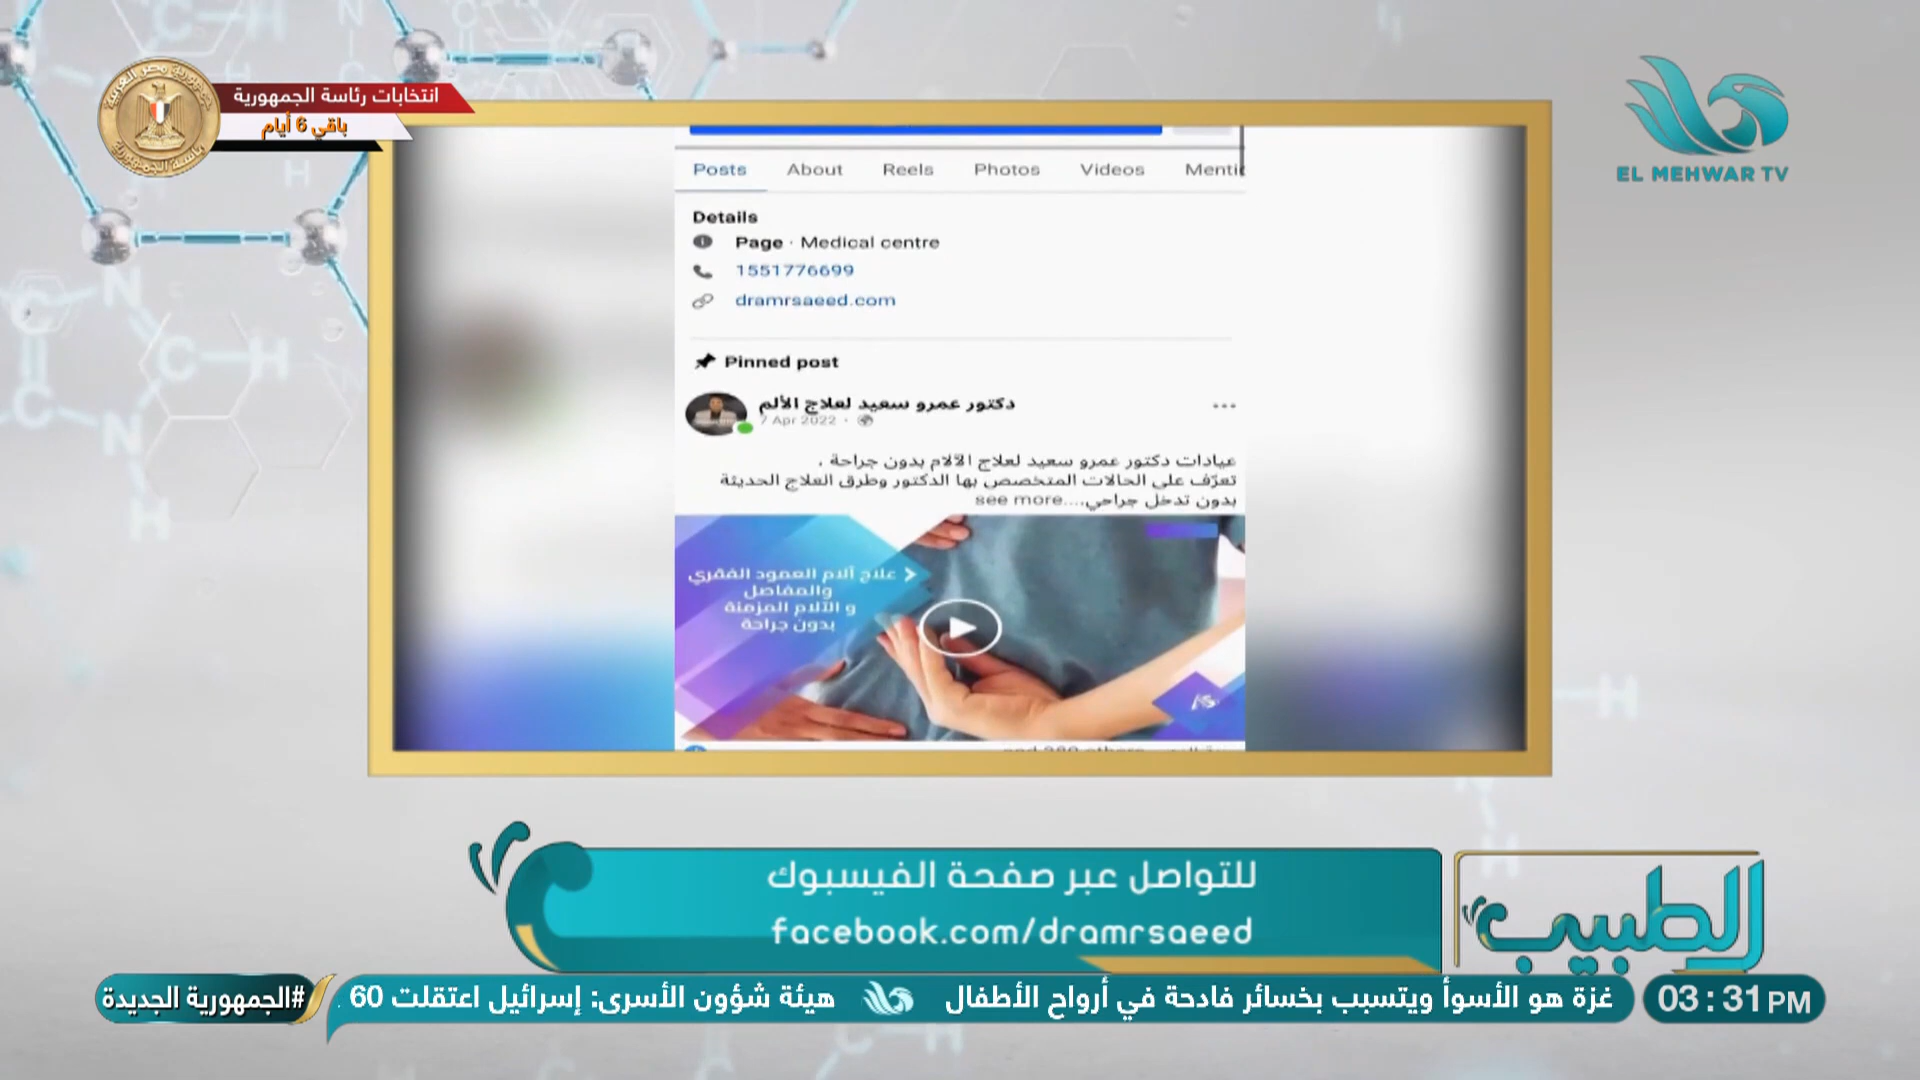 انتخابات رئاسة الجمهورية
باقي 6 أيام
EL MEHWAR TV
Posts About Reels Photos Videos
Details
Page · Medical centre
1551776699
dramrsaeed.com
Pinned post
دكتور عمرو سعيد لعلاج الألم
7 Apr 2022
عيادات دكتور عمرو سعيد لعلاج الآلام بدون جراحة ،
تعرّف على الحالات المتخصص بها الدكتور وطرق العلاج الحديثة
بدون تدخل جراحي....see more
علاج آلام العمود الفقري
والمفاصل
و الآلام المزمنة
بدون جراحة
للتواصل عبر صفحة الفيسبوك
facebook.com/dramrsaeed
الطبيب
غزة هو الأسوأ ويتسبب بخسائر فادحة في أرواح الأطفال
هيئة شؤون الأسرى: إسرائيل اعتقلت 60
#الجمهورية الجديدة
03:31 PM